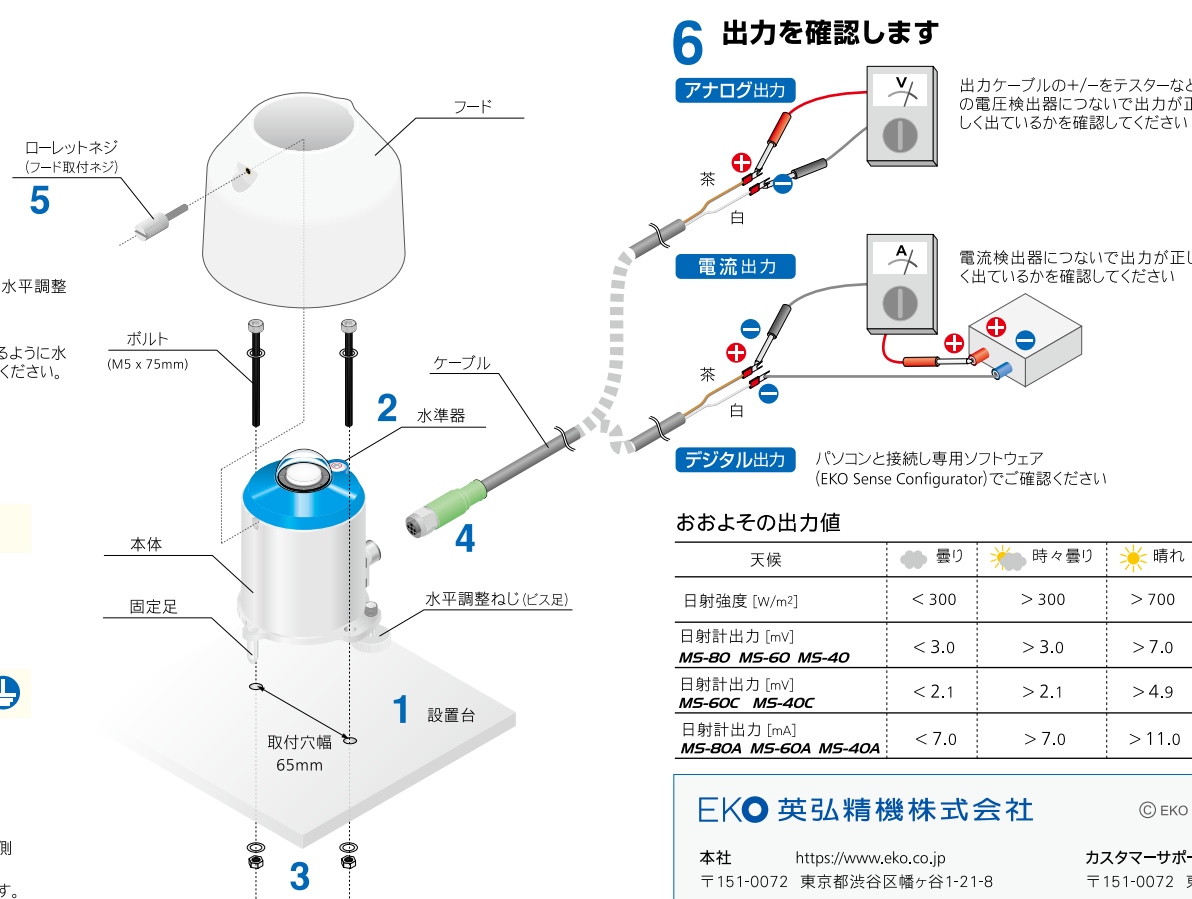 フード
ローレットネジ
(フード取付ネジ)
5
水平調整
るように水
ください。
ボルト
(M5 x 75mm)
ケーブル
2 水準器
4
本体
固定足
水平調整ねじ(ビス足)
1 設置台
取付穴幅
65mm
側
3
す。
6 出力を確認します
アナログ出力
V
出力ケーブルの+/−をテスターなど
の電圧検出器につないで出力が正
しく出ているかを確認してください
茶
白
電流出力
A
電流検出器につないで出力が正し
く出ているかを確認してください
茶
白
デジタル出力
パソコンと接続し専用ソフトウェア
(EKO Sense Configurator)でご確認ください
おおよその出力値
天候 曇り 時々曇り 晴れ
日射強度 [W/m²] < 300 > 300 > 700
日射計出力 [mV]
MS-80 MS-60 MS-40 < 3.0 > 3.0 > 7.0
日射計出力 [mV]
MS-60C MS-40C < 2.1 > 2.1 > 4.9
日射計出力 [mA]
MS-80A MS-60A MS-40A < 7.0 > 7.0 > 11.0
EKO 英弘精機株式会社
© EKO
本社 https://www.eko.co.jp
〒151-0072 東京都渋谷区幡ヶ谷1-21-8
カスタマーサポー
〒151-0072